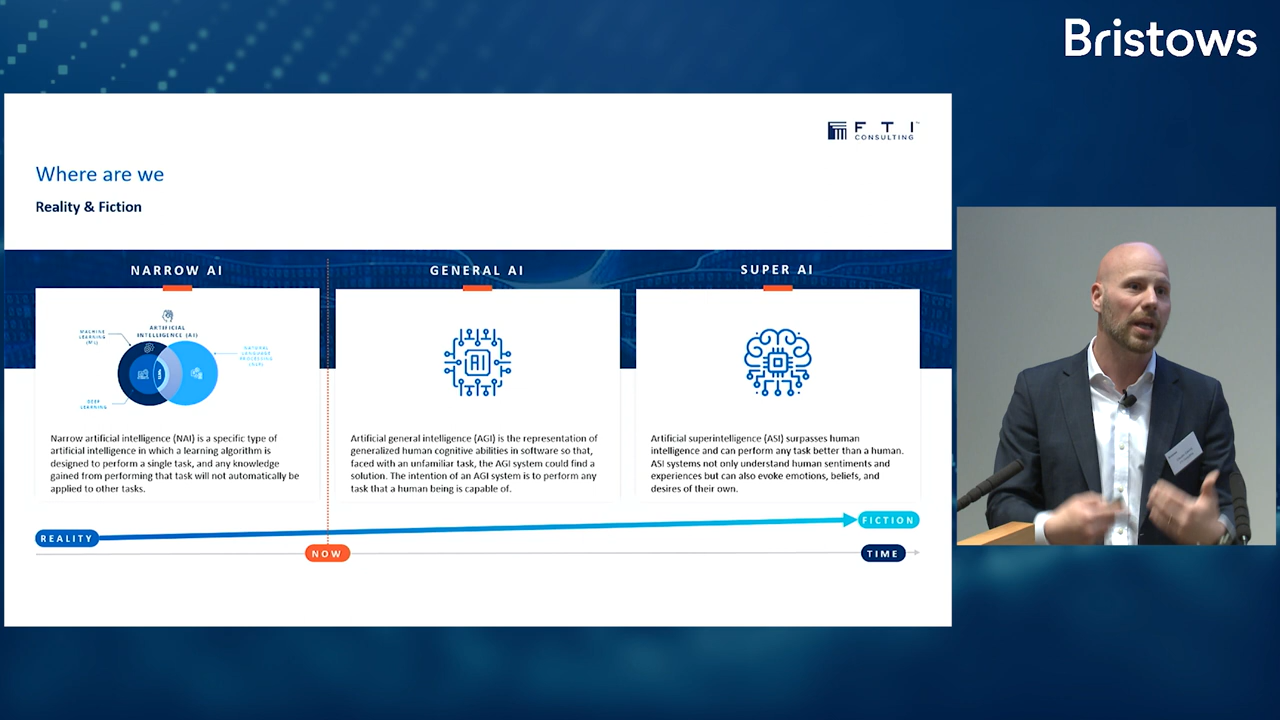 Bristows
FTI™
CONSULTING
Where are we
Reality & Fiction
NARROW AI
GENERAL AI
SUPER AI
ARTIFICIAL
INTELLIGENCE (AI)
MACHINE
LEARNING
(ML)
NATURAL
LANGUAGE
PROCESSING
(NLP)
DEEP
LEARNING
AI
Narrow artificial intelligence (NAI) is a specific type of
artificial intelligence in which a learning algorithm is
designed to perform a single task, and any knowledge
gained from performing that task will not automatically be
applied to other tasks.
Artificial general intelligence (AGI) is the representation of
generalized human cognitive abilities in software so that,
faced with an unfamiliar task, the AGI system could find a
solution. The intention of an AGI system is to perform any
task that a human being is capable of.
Artificial superintelligence (ASI) surpasses human
intelligence and can perform any task better than a human.
ASI systems not only understand human sentiments and
experiences but can also evoke emotions, beliefs, and
desires of their own.
REALITY
FICTION
NOW
TIME